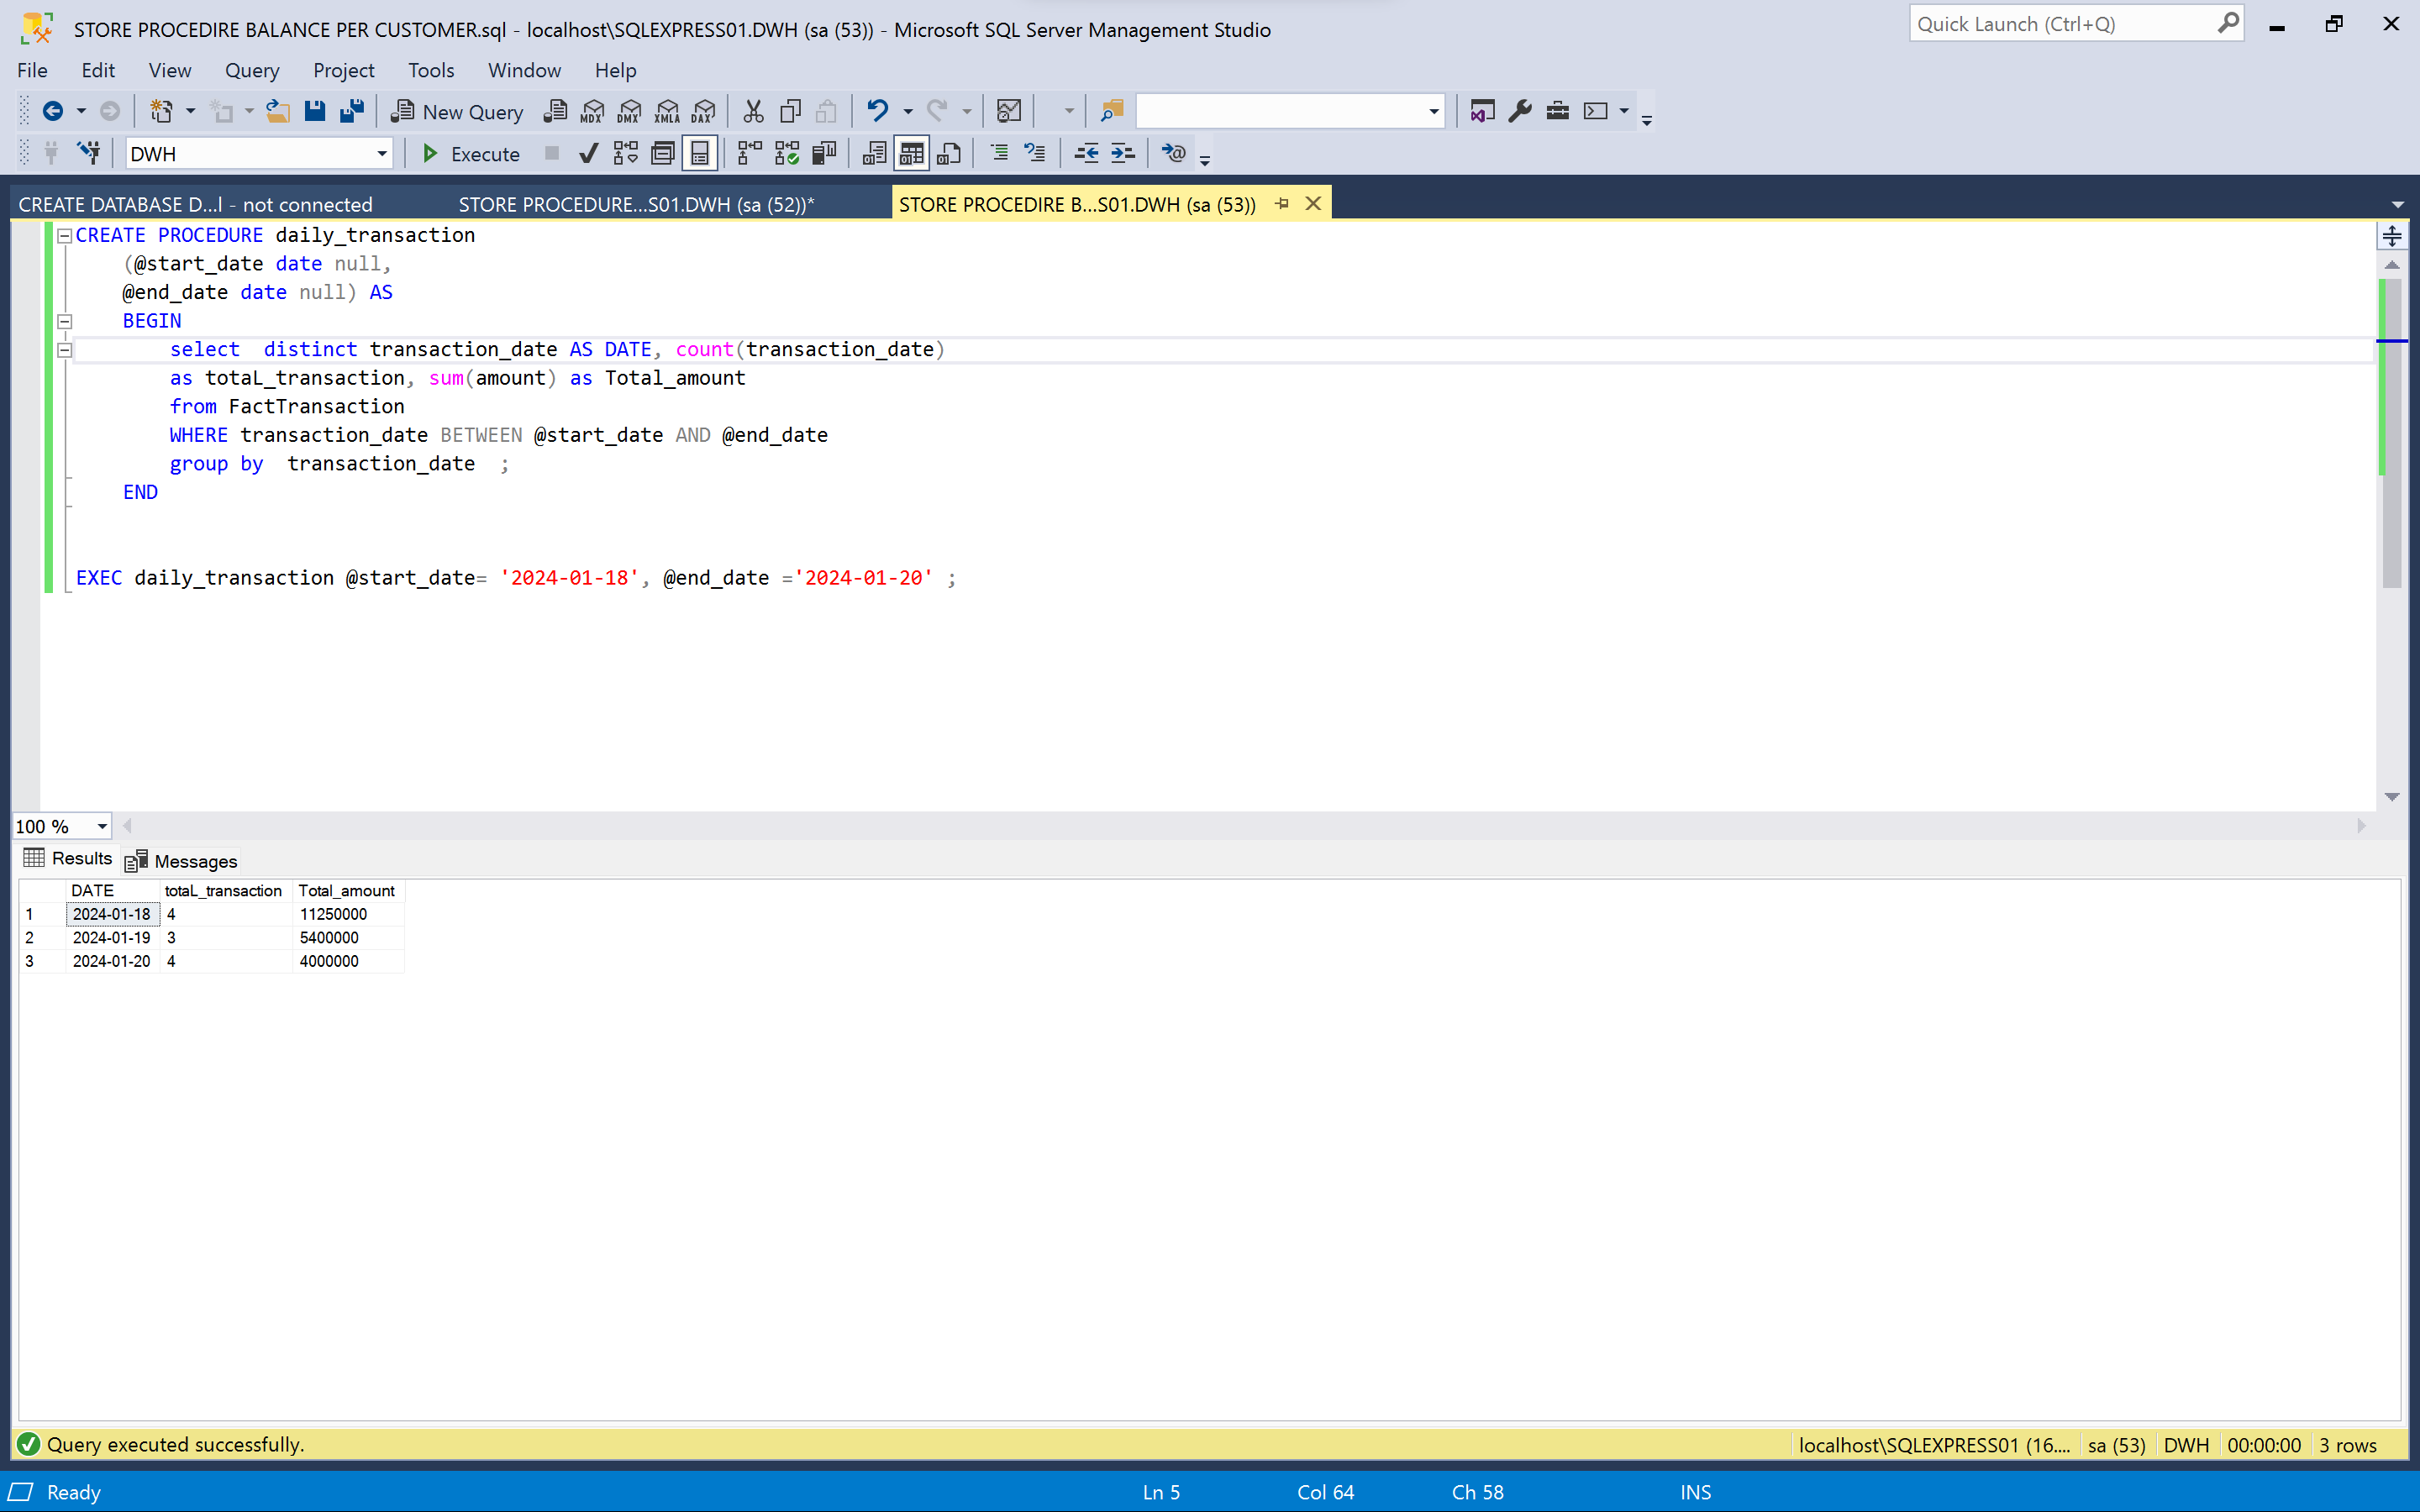 STORE PROCEDIRE BALANCE PER CUSTOMER.sql - localhost\SQLEXPRESS01.DWH (sa (53)) - Microsoft SQL Server Management Studio
Quick Launch (Ctrl+Q)
File Edit View Query Project Tools Window Help
New Query MDX DMX XMLA DAX
DWH Execute
CREATE DATABASE D...l - not connected STORE PROCEDURE...S01.DWH (sa (52))* STORE PROCEDIRE B...S01.DWH (sa (53))
CREATE PROCEDURE daily_transaction
(@start_date date null,
@end_date date null) AS
BEGIN
select  distinct transaction_date AS DATE, count(transaction_date)
as totaL_transaction, sum(amount) as Total_amount
from FactTransaction
WHERE transaction_date BETWEEN @start_date AND @end_date
group by  transaction_date  ;
END
EXEC daily_transaction @start_date= '2024-01-18', @end_date ='2024-01-20' ;
100 %
Results Messages
DATE totaL_transaction Total_amount
1 2024-01-18 4 11250000
2 2024-01-19 3 5400000
3 2024-01-20 4 4000000
Query executed successfully. localhost\SQLEXPRESS01 (16.... sa (53) DWH 00:00:00 3 rows
Ready Ln 5 Col 64 Ch 58 INS